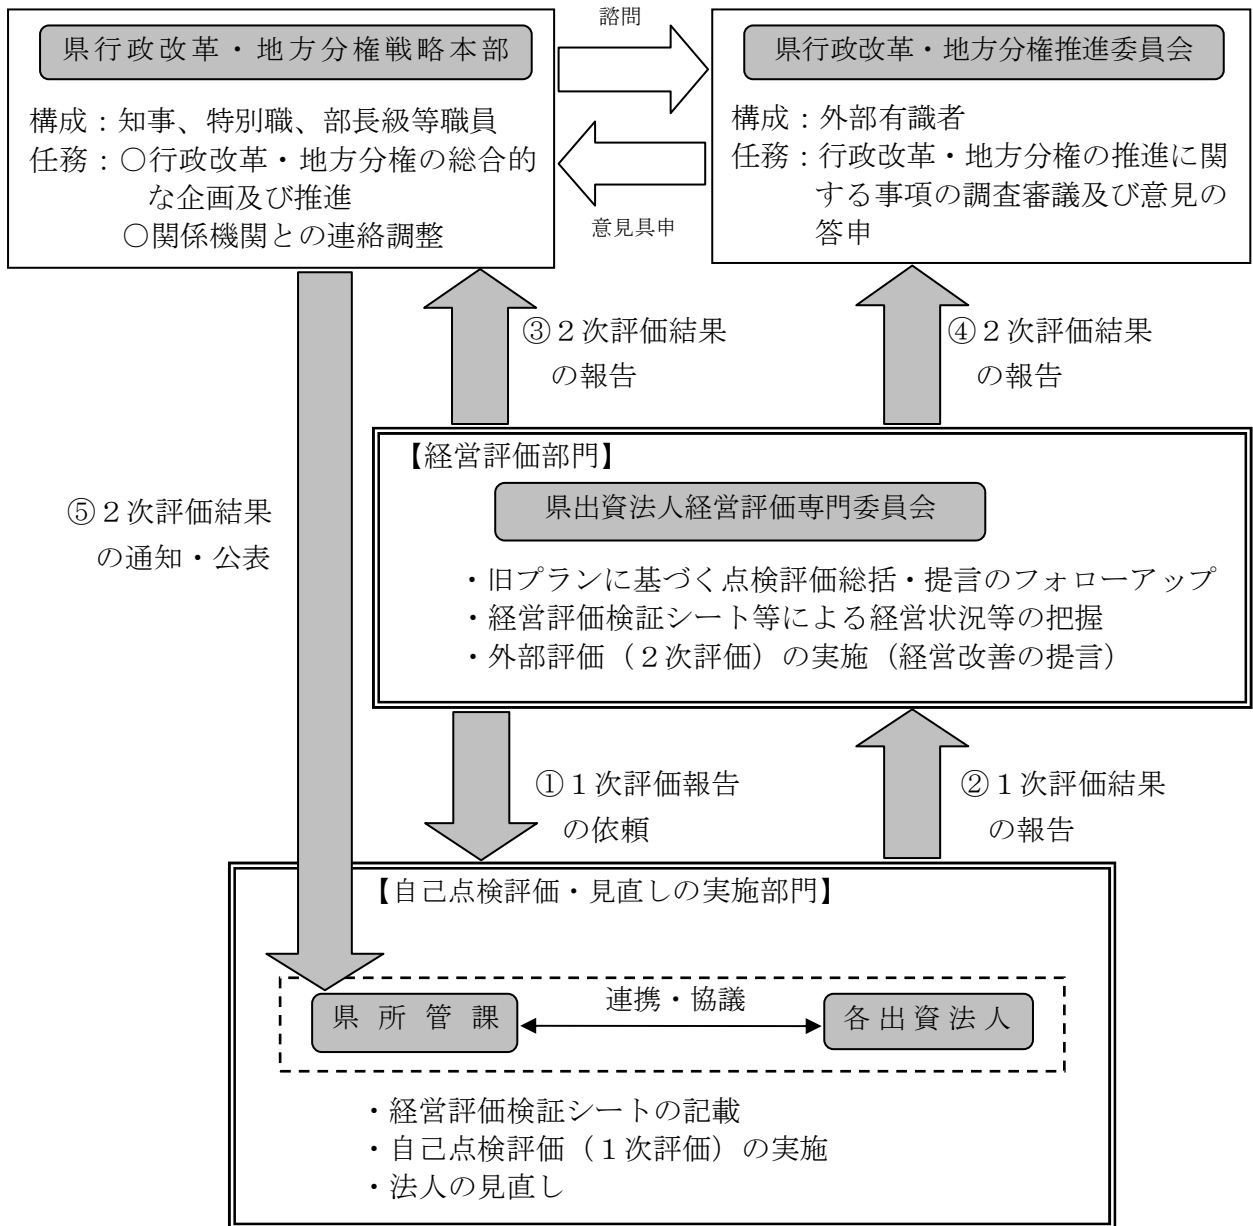 諮問
県行政改革・地方分権戦略本部
構成：知事、特別職、部長級等職員
任務：○行政改革・地方分権の総合的
な企画及び推進
○関係機関との連絡調整
県行政改革・地方分権推進委員会
構成：外部有識者
任務：行政改革・地方分権の推進に関
する事項の調査審議及び意見の
答申
意見具申
③２次評価結果
の報告
④２次評価結果
の報告
⑤２次評価結果
の通知・公表
【経営評価部門】
県出資法人経営評価専門委員会
・旧プランに基づく点検評価総括・提言のフォローアップ
・経営評価検証シート等による経営状況等の把握
・外部評価（２次評価）の実施（経営改善の提言）
①１次評価報告
の依頼
②１次評価結果
の報告
【自己点検評価・見直しの実施部門】
県所管課
連携・協議
各出資法人
・経営評価検証シートの記載
・自己点検評価（１次評価）の実施
・法人の見直し